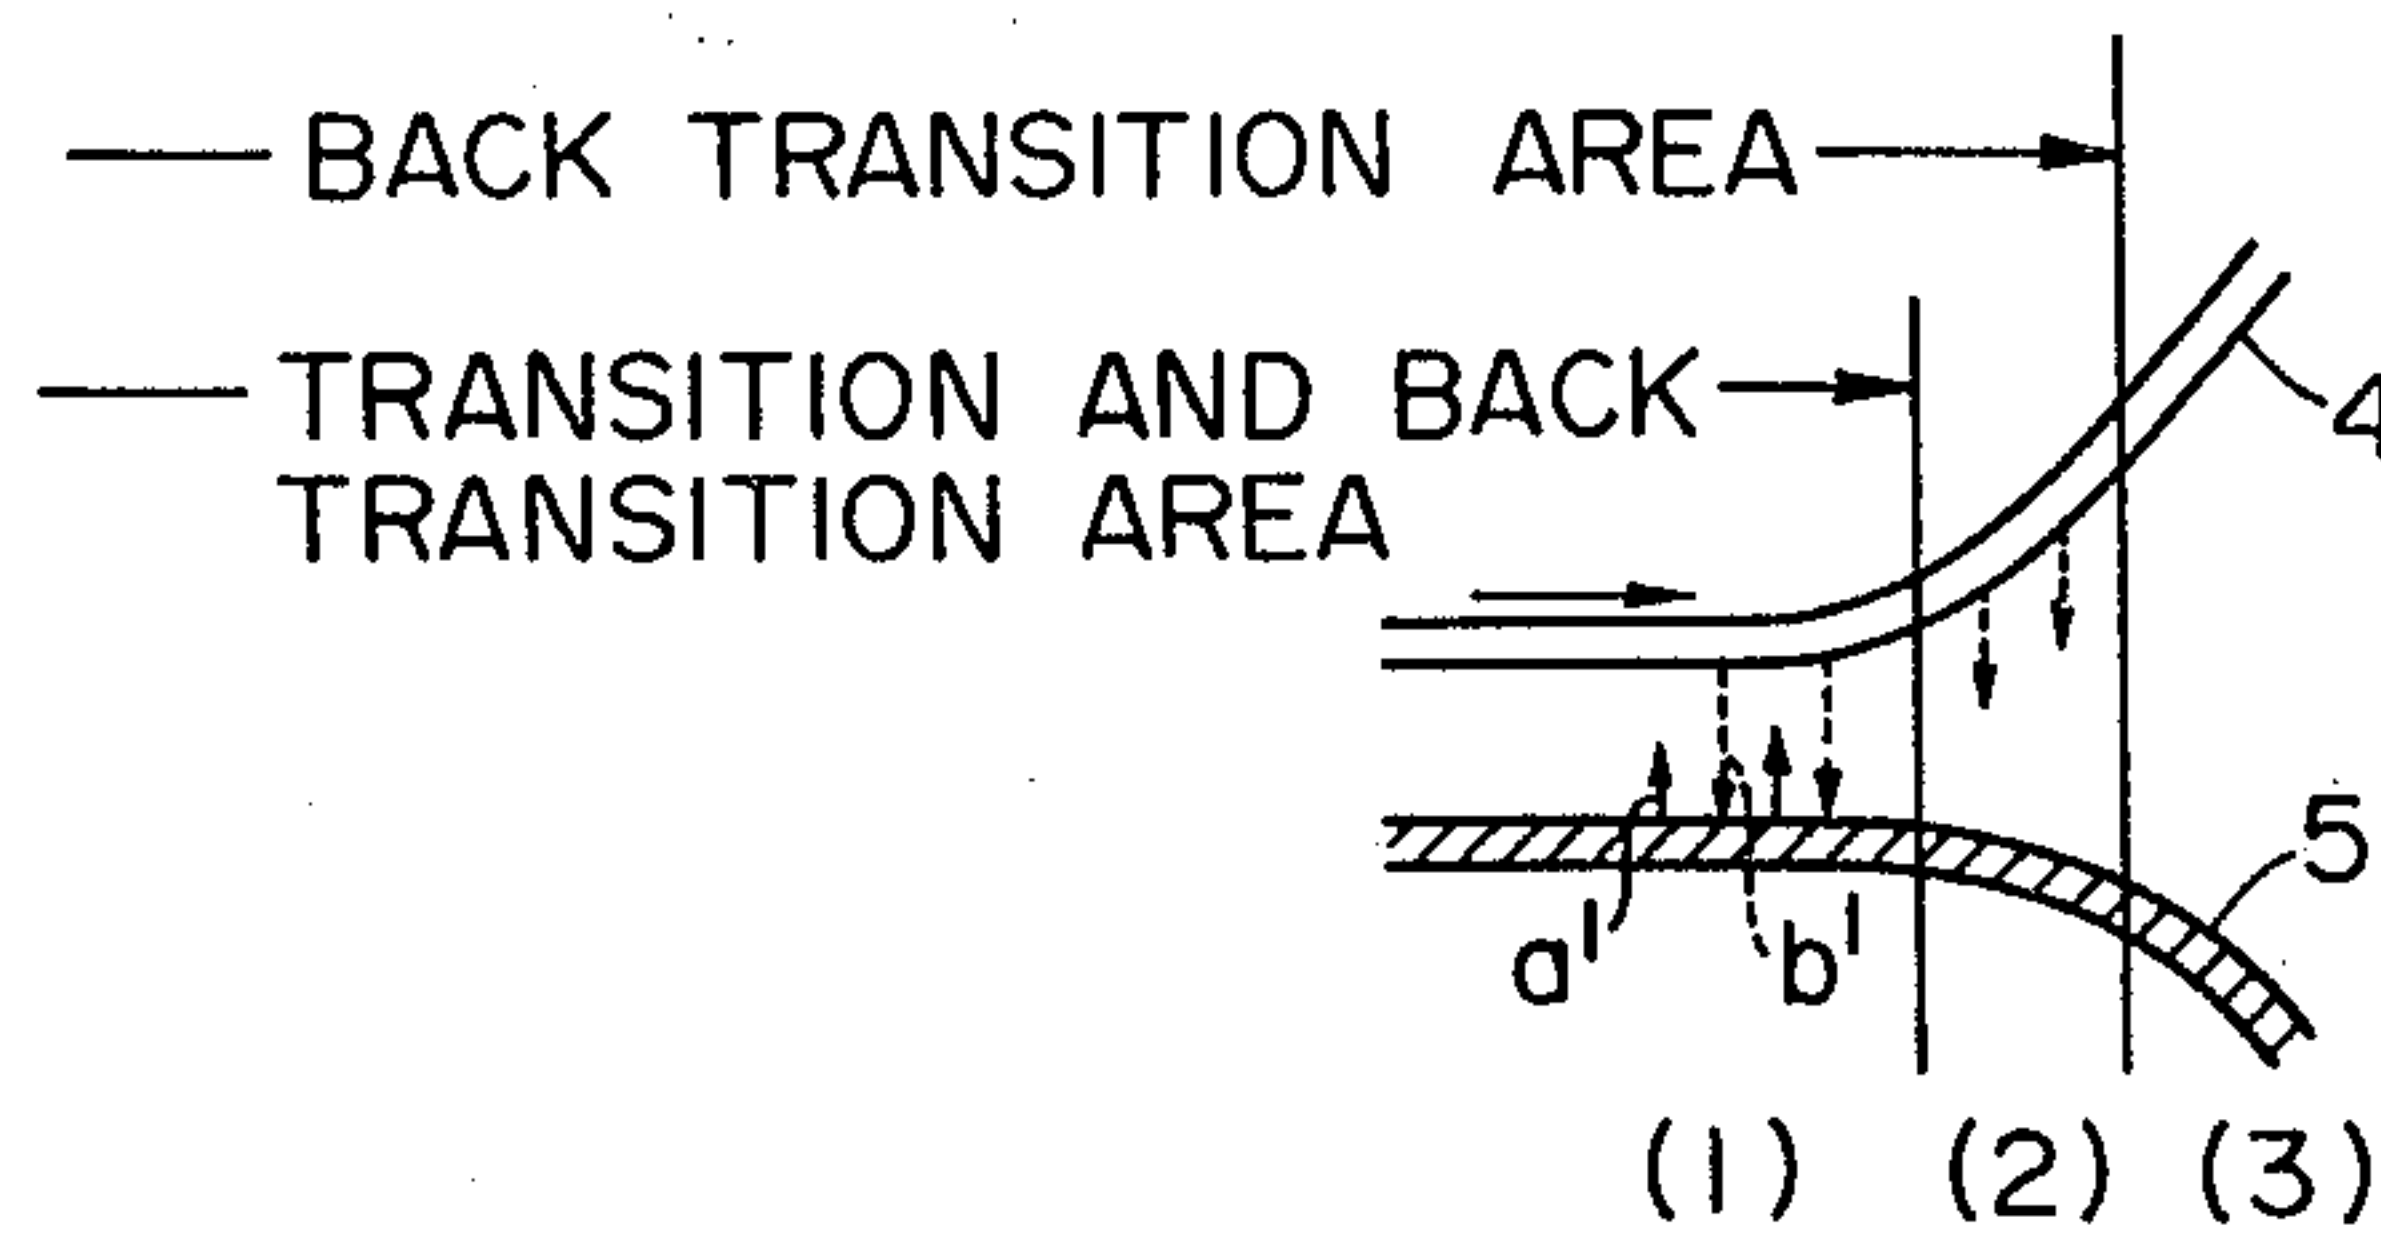 BACK TRANSITION AREA
TRANSITION AND BACK
TRANSITION AREA
4
5
a' b'
(1) (2) (3)